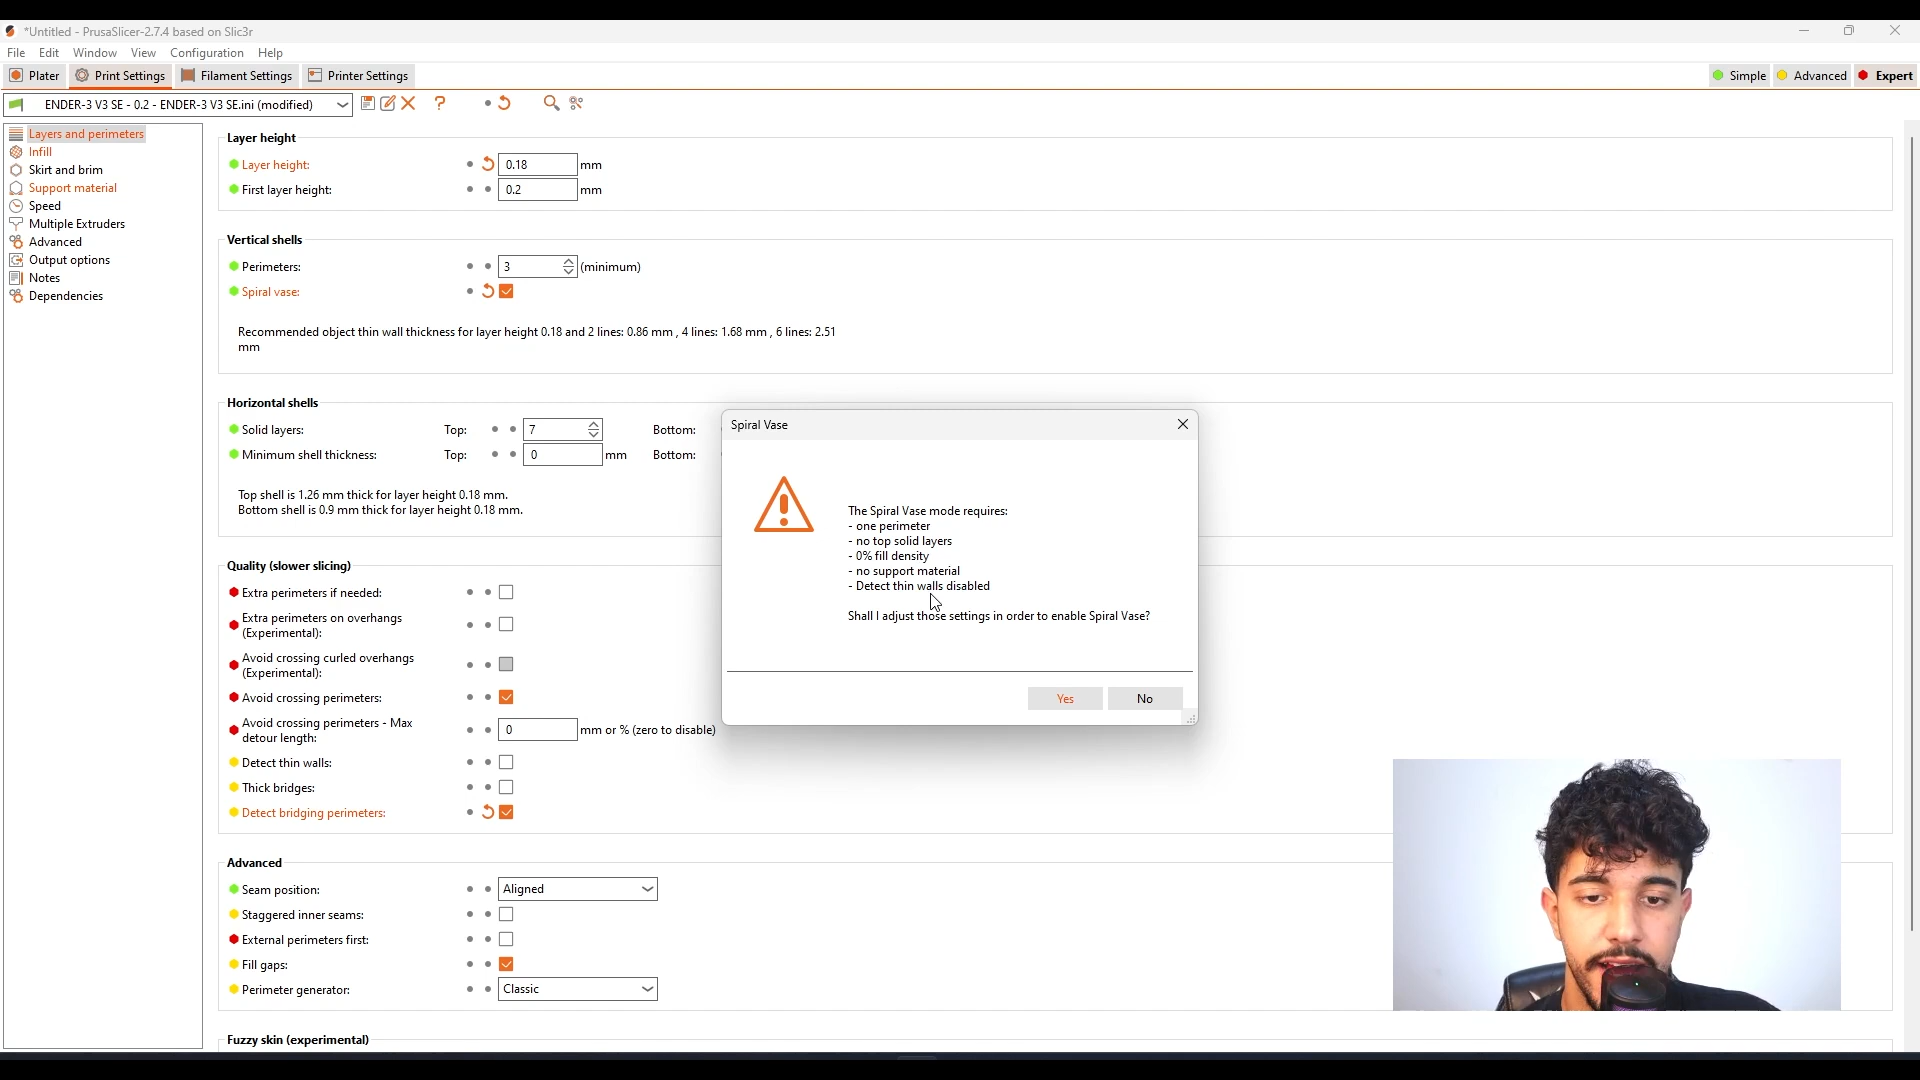 *Untitled - PrusaSlicer-2.7.4 based on Slic3r
File Edit Window View Configuration Help
Plater Print Settings Filament Settings Printer Settings Simple Advanced Expert
ENDER-3 V3 SE - 0.2 - ENDER-3 V3 SE.ini (modified) ?
Layers and perimeters
Infill
Skirt and brim
Support material
Speed
Multiple Extruders
Advanced
Output options
Notes
Dependencies
Layer height
Layer height: 0.18 mm
First layer height: 0.2 mm
Vertical shells
Perimeters: 3 (minimum)
Spiral vase:
Recommended object thin wall thickness for layer height 0.18 and 2 lines: 0.86 mm , 4 lines: 1.68 mm , 6 lines: 2.51
mm
Horizontal shells
Solid layers: Top: 7 Bottom:
Minimum shell thickness: Top: 0 mm Bottom:
Top shell is 1.26 mm thick for layer height 0.18 mm.
Bottom shell is 0.9 mm thick for layer height 0.18 mm.
Quality (slower slicing)
Extra perimeters if needed:
Extra perimeters on overhangs
(Experimental):
Avoid crossing curled overhangs
(Experimental):
Avoid crossing perimeters:
Avoid crossing perimeters - Max
detour length: 0 mm or % (zero to disable)
Detect thin walls:
Thick bridges:
Detect bridging perimeters:
Advanced
Seam position: Aligned
Staggered inner seams:
External perimeters first:
Fill gaps:
Perimeter generator: Classic
Fuzzy skin (experimental)
Spiral Vase
The Spiral Vase mode requires:
- one perimeter
- no top solid layers
- 0% fill density
- no support material
- Detect thin walls disabled
Shall I adjust those settings in order to enable Spiral Vase?
Yes No